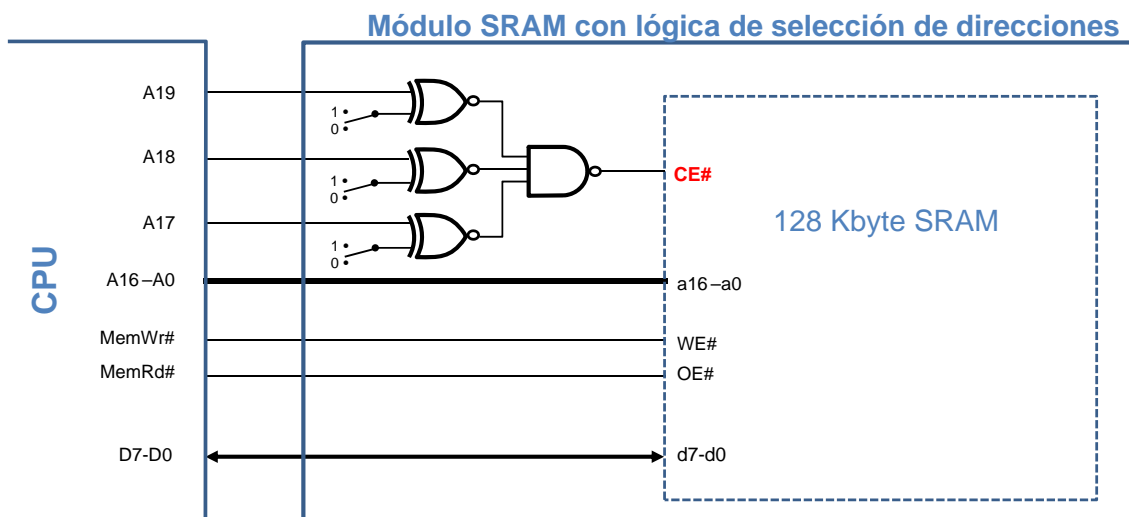 Módulo SRAM con lógica de selección de direcciones
A19
1
0
A18
1
0
CE#
A17
1
0
128 Kbyte SRAM
CPU
A16–A0
a16–a0
MemWr#
WE#
MemRd#
OE#
D7-D0
d7-d0